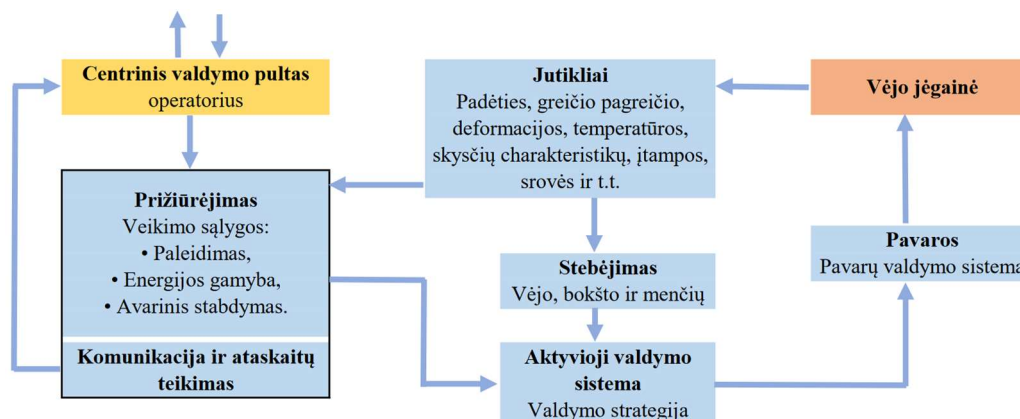 Centrinis valdymo pultas
operatorius
Jutikliai
Padėties, greičio pagreičio,
deformacijos, temperatūros,
skysčių charakteristikų, įtampos,
srovės ir t.t.
Vėjo jėgainė
Prižiūrėjimas
Veikimo sąlygos:
• Paleidimas,
• Energijos gamyba,
• Avarinis stabdymas.
Komunikacija ir ataskaitų
teikimas
Stebėjimas
Vėjo, bokšto ir menčių
Aktyvioji valdymo
sistema
Valdymo strategija
Pavaros
Pavarų valdymo sistema